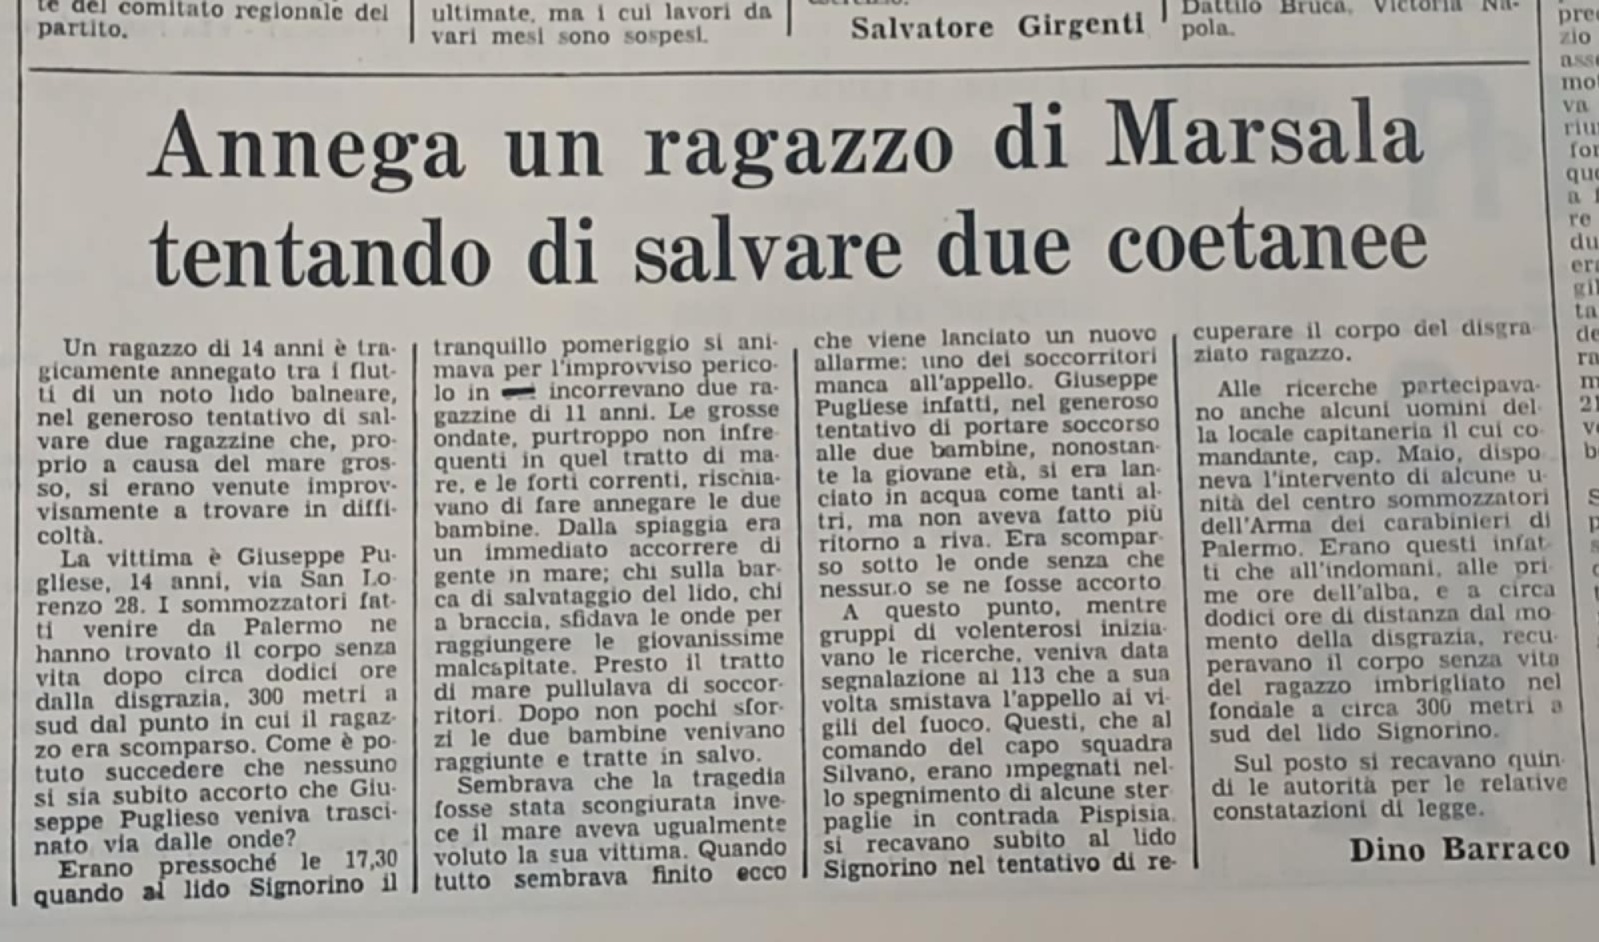 te del comitato regionale del
partito.
ultimate, ma i cui lavori da
vari mesi sono sospesi.
Salvatore Girgenti
Dattilo Bruca, Victoria Na-
pola.
Annega un ragazzo di Marsala
tentando di salvare due coetanee
Un ragazzo di 14 anni è tra-
gicamente annegato tra i flut-
ti di un noto lido balneare,
nel generoso tentativo di sal-
vare due ragazzine che, pro-
prio a causa del mare gros-
so, si erano venute improv-
visamente a trovare in diffi-
coltà.
La vittima è Giuseppe Pu-
gliese, 14 anni, via San Lo-
renzo 28. I sommozzatori fat-
ti venire da Palermo ne
hanno trovato il corpo senza
vita dopo circa dodici ore
dalla disgrazia, 300 metri a
sud dal punto in cui il ragaz-
zo era scomparso. Come è po-
tuto succedere che nessuno
si sia subito accorto che Giu-
seppe Pugliese veniva trasci-
nato via dalle onde?
Erano pressoché le 17,30
quando al lido Signorino il
tranquillo pomeriggio si ani-
mava per l'improvviso perico-
lo in incorrevano due ra-
gazzine di 11 anni. Le grosse
ondate, purtroppo non infre
quenti in quel tratto di ma-
re, e le forti correnti, rischia-
vano di fare annegare le due
bambine. Dalla spiaggia era
un immediato accorrere di
gente in mare; chi sulla bar-
ca di salvataggio del lido, chi
a braccia, sfidava le onde per
raggiungere le giovanissime
malcapitate. Presto il tratto
di mare pullulava di soccor-
ritori. Dopo non pochi sfor-
zi le due bambine venivano
raggiunte e tratte in salvo.
Sembrava che la tragedia
fosse stata scongiurata inve-
ce il mare aveva ugualmente
voluto la sua vittima. Quando
tutto sembrava finito ecco
che viene lanciato un nuovo
allarme: uno dei soccorritori
manca all'appello. Giuseppe
Pugliese infatti, nel generoso
tentativo di portare soccorso
alle due bambine, nonostan-
te la giovane età, si era lan-
ciato in acqua come tanti al-
tri, ma non aveva fatto più
ritorno a riva. Era scompar-
so sotto le onde senza che
nessuno se ne fosse accorto
A questo punto, mentre
gruppi di volenterosi inizia-
vano le ricerche, veniva data
segnalazione al 113 che a sua
volta smistava l'appello ai vi-
gili del fuoco. Questi, che al
comando del capo squadra
Silvano, erano impegnati nel-
lo spegnimento di alcune ster
paglie in contrada Pispisia.
si recavano subito al lido
Signorino nel tentativo di re-
cuperare il corpo del disgra
ziato ragazzo.
Alle ricerche partecipava-
no anche alcuni uomini del-
la locale capitaneria il cui co
mandante, cap. Maio, dispo
neva l'intervento di alcune u-
nità del centro sommozzatori
dell'Arma dei carabinieri di
Palermo. Erano questi infat
ti che all'indomani, alle pri-
me ore dell'alba, e a circa
dodici ore di distanza dal mo-
mento della disgrazia, recu-
peravano il corpo senza vita
del ragazzo imbrigliato nel
fondale a circa 300 metri a
sud del lido Signorino.
Sul posto si recavano quin-
di le autorità per le relative
constatazioni di legge.
Dino Barraco